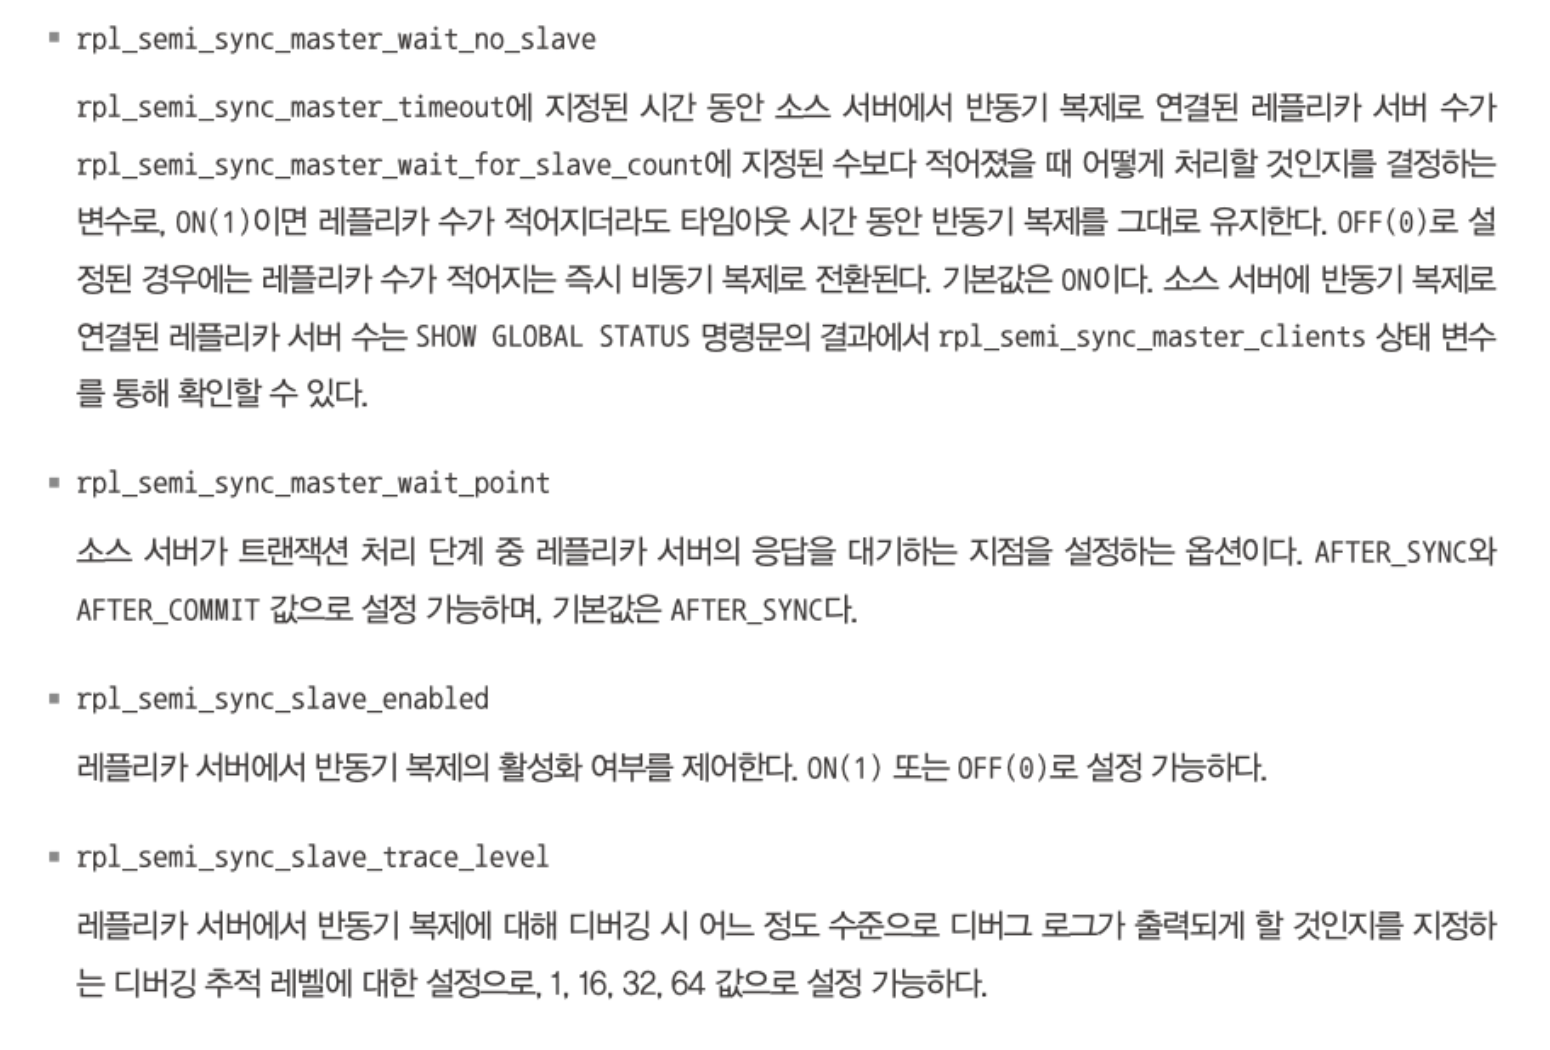 ▪ rpl_semi_sync_master_wait_no_slave
rpl_semi_sync_master_timeout에 지정된 시간 동안 소스 서버에서 반동기 복제로 연결된 레플리카 서버 수가
rpl_semi_sync_master_wait_for_slave_count에 지정된 수보다 적어졌을 때 어떻게 처리할 것인지를 결정하는
변수로, ON(1)이면 레플리카 수가 적어지더라도 타임아웃 시간 동안 반동기 복제를 그대로 유지한다. OFF(0)로 설
정된 경우에는 레플리카 수가 적어지는 즉시 비동기 복제로 전환된다. 기본값은 ON이다. 소스 서버에 반동기 복제로
연결된 레플리카 서버 수는 SHOW GLOBAL STATUS 명령문의 결과에서 rpl_semi_sync_master_clients 상태 변수
를 통해 확인할 수 있다.
▪ rpl_semi_sync_master_wait_point
소스 서버가 트랜잭션 처리 단계 중 레플리카 서버의 응답을 대기하는 지점을 설정하는 옵션이다. AFTER_SYNC와
AFTER_COMMIT 값으로 설정 가능하며, 기본값은 AFTER_SYNC다.
▪ rpl_semi_sync_slave_enabled
레플리카 서버에서 반동기 복제의 활성화 여부를 제어한다. ON(1) 또는 OFF(0)로 설정 가능하다.
▪ rpl_semi_sync_slave_trace_level
레플리카 서버에서 반동기 복제에 대해 디버깅 시 어느 정도 수준으로 디버그 로그가 출력되게 할 것인지를 지정하
는 디버깅 추적 레벨에 대한 설정으로, 1, 16, 32, 64 값으로 설정 가능하다.